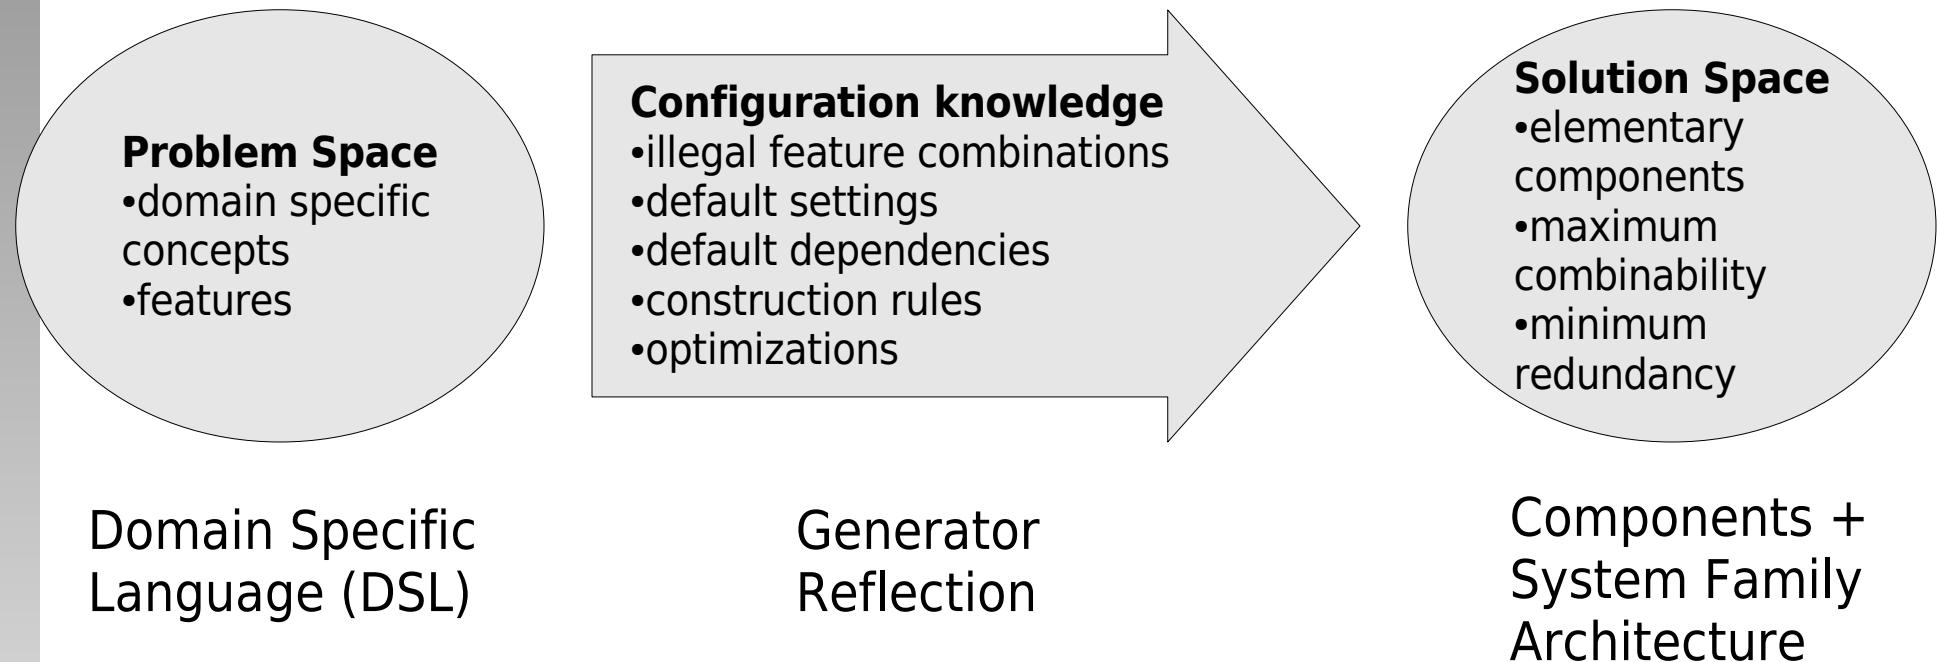 Problem Space
•domain specific
concepts
•features
Configuration knowledge
•illegal feature combinations
•default settings
•default dependencies
•construction rules
•optimizations
Solution Space
•elementary
components
•maximum
combinability
•minimum
redundancy
Domain Specific
Language (DSL)
Generator
Reflection
Components +
System Family
Architecture